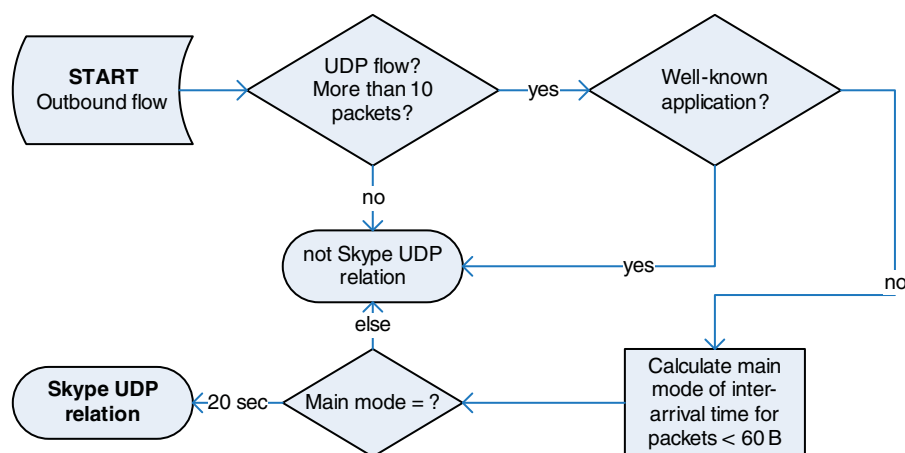 START
Outbound flow
UDP flow?
More than 10
packets?
yes
Well-known
application?
no
not Skype UDP
relation
yes
no
else
Skype UDP
relation
20 sec
Main mode = ?
Calculate main
mode of inter-
arrival time for
packets < 60 B